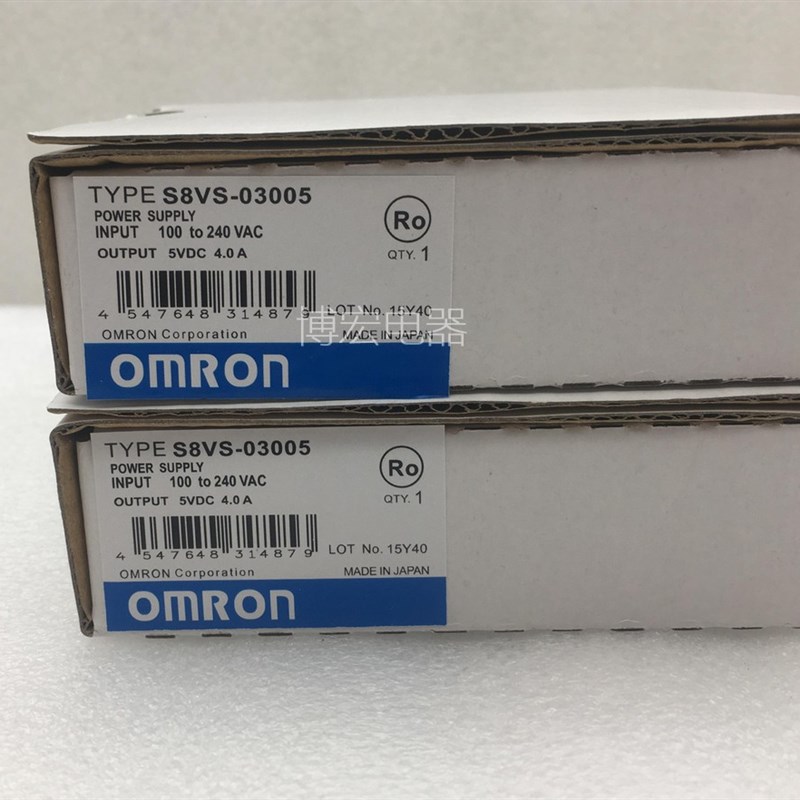 TYPE S8VS-03005
POWER SUPPLY
INPUT 100 to 240 VAC
OUTPUT 5VDC 4.0 A
Ro
QTY. 1
4 547648 314879
LOT No. 15Y40
OMRON Corporation
MADE IN JAPAN
博宏电器
OMRON
TYPE S8VS-03005
POWER SUPPLY
INPUT 100 to 240 VAC
OUTPUT 5VDC 4.0 A
Ro
QTY. 1
4 547648 314879
LOT No. 15Y40
OMRON Corporation
MADE IN JAPAN
OMRON